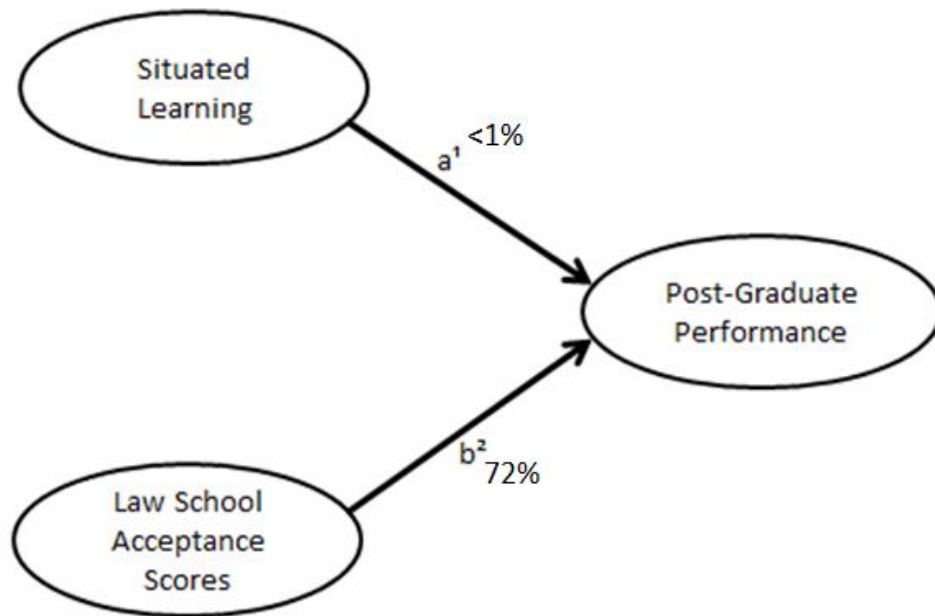 Situated
Learning
a¹ <1%
Post-Graduate
Performance
b² 72%
Law School
Acceptance
Scores